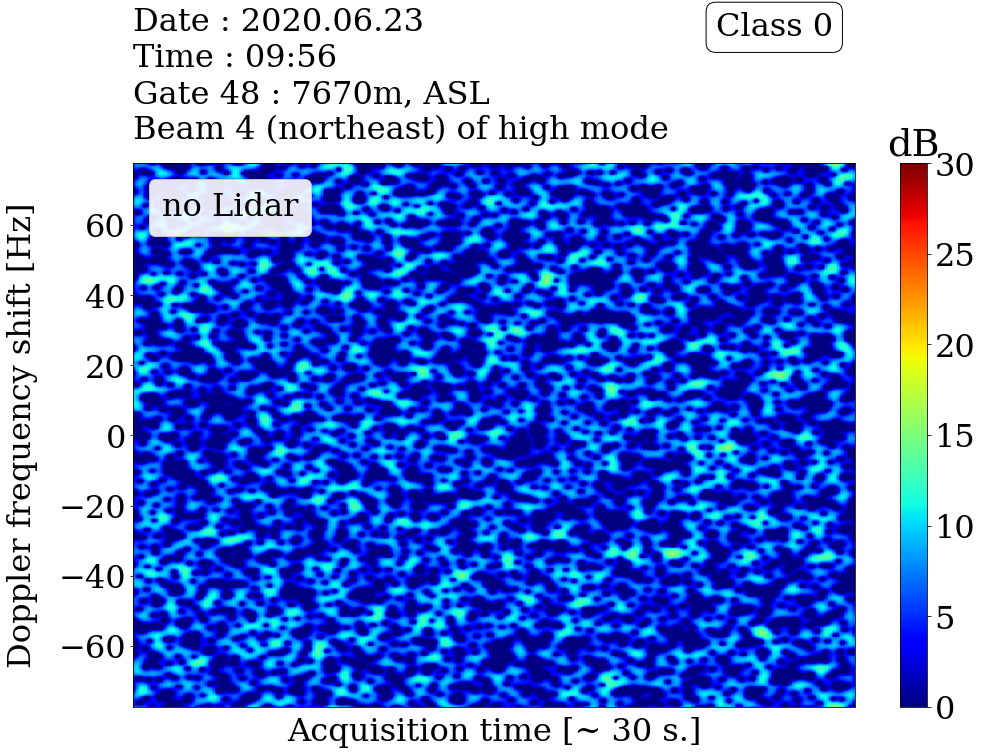 Date : 2020.06.23
Time : 09:56
Gate 48 : 7670m, ASL
Beam 4 (northeast) of high mode
Class 0
dB
no Lidar
Doppler frequency shift [Hz]
60
40
20
0
−20
−40
−60
30
25
20
15
10
5
0
Acquisition time [~ 30 s.]